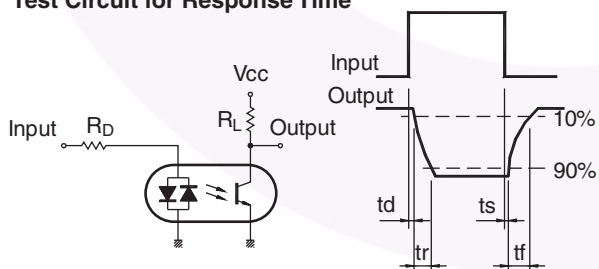 Test Circuit for Response Time
Vcc
RL
Input
RD
Output
Input
Output
10%
90%
td
ts
tr
tf